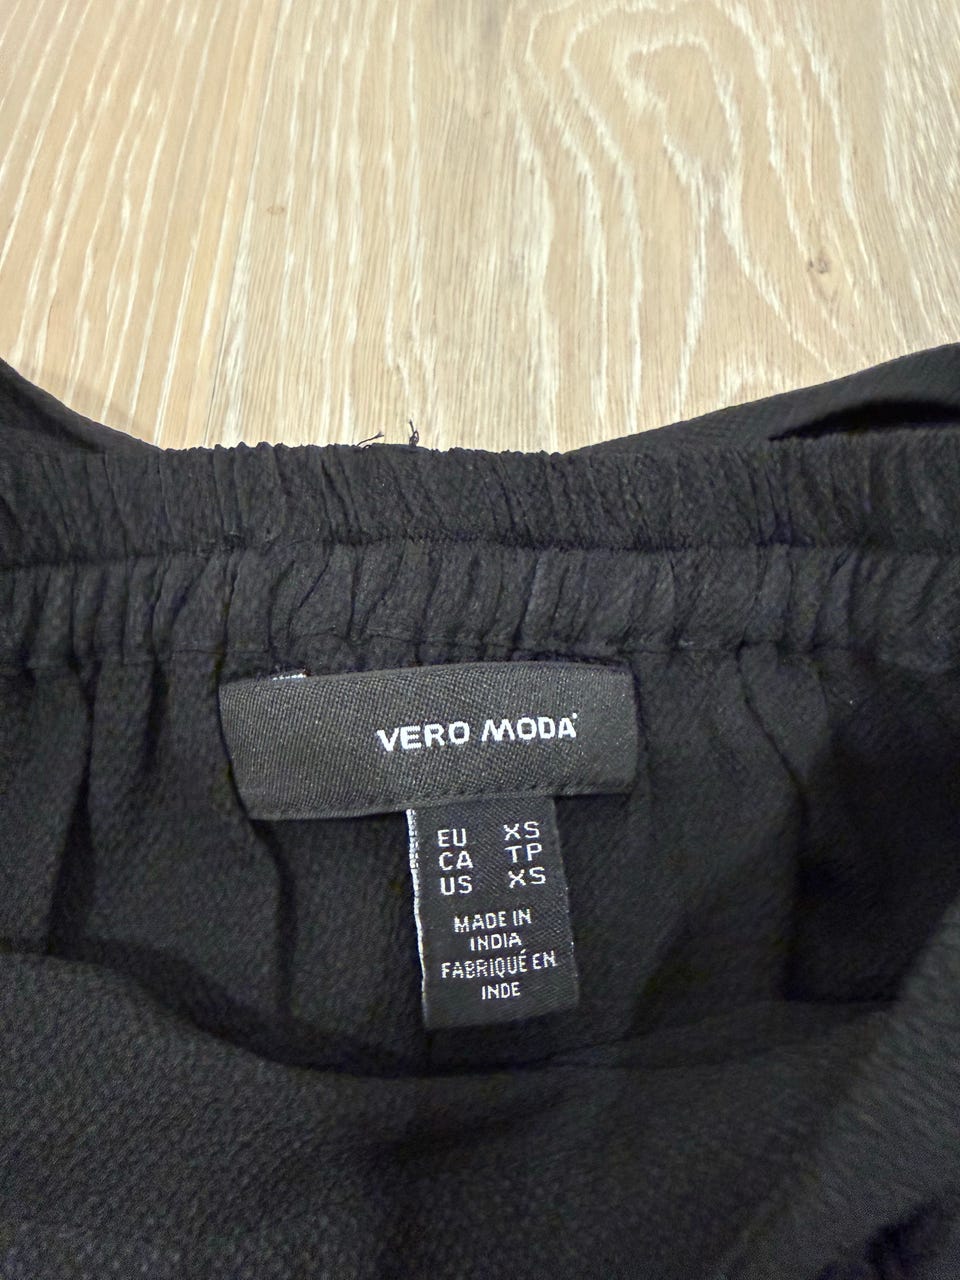 VERO MODA
EU XS
CA TP
US XS
MADE IN
INDIA
FABRIQUÉ EN
INDE